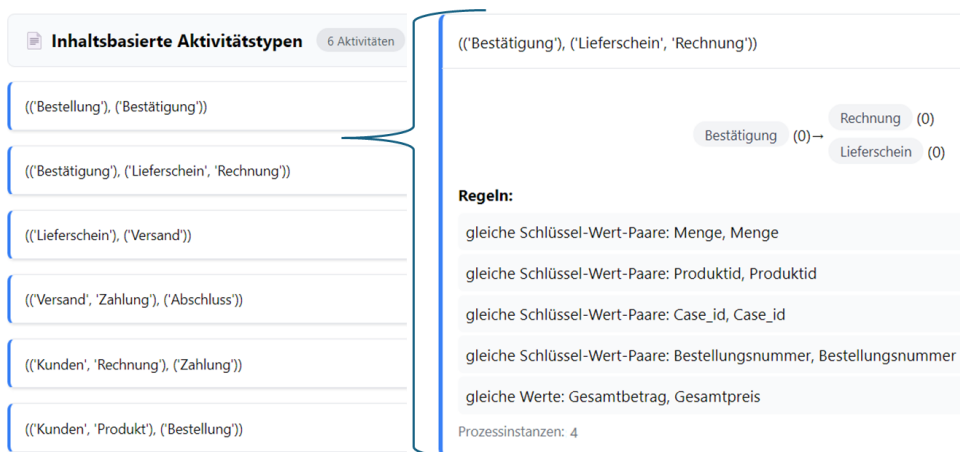 Inhaltsbasierte Aktivitätstypen 6 Aktivitäten
(('Bestellung'), ('Bestätigung'))
(('Bestätigung'), ('Lieferschein', 'Rechnung'))
(('Lieferschein'), ('Versand'))
(('Versand', 'Zahlung'), ('Abschluss'))
(('Kunden', 'Rechnung'), ('Zahlung'))
(('Kunden', 'Produkt'), ('Bestellung'))
(('Bestätigung'), ('Lieferschein', 'Rechnung'))
Rechnung (0)
Bestätigung (0)→
Lieferschein (0)
Regeln:
gleiche Schlüssel-Wert-Paare: Menge, Menge
gleiche Schlüssel-Wert-Paare: Produktid, Produktid
gleiche Schlüssel-Wert-Paare: Case_id, Case_id
gleiche Schlüssel-Wert-Paare: Bestellungsnummer, Bestellungsnummer
gleiche Werte: Gesamtbetrag, Gesamtpreis
Prozessinstanzen: 4